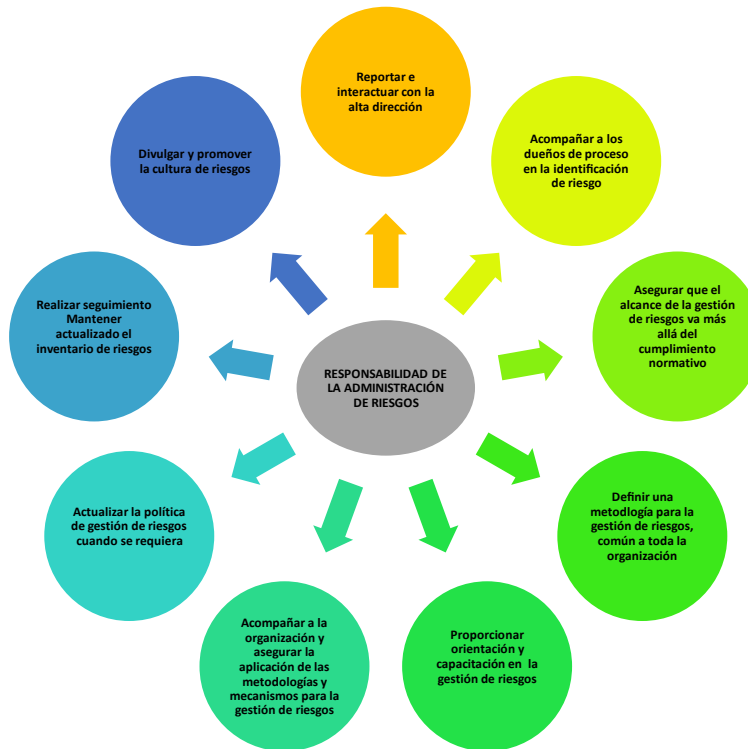 Reportar e
interactuar con la
alta dirección
Acompañar a los
dueños de proceso
en la identificación
de riesgo
Asegurar que el
alcance de la gestión
de riesgos va más
allá del
cumplimiento
normativo
Definir una
metodlogía para la
gestión de riesgos,
común a toda la
organización
Proporcionar
orientación y
capacitación en la
gestión de riesgos
Acompañar a la
organización y
asegurar la
aplicación de las
metodologías y
mecanismos para la
gestión de riesgos
Actualizar la política
de gestión de riesgos
cuando se requiera
Realizar seguimiento
Mantener
actualizado el
inventario de riesgos
Divulgar y promover
la cultura de riesgos
RESPONSABILIDAD DE
LA ADMINISTRACIÓN
DE RIESGOS